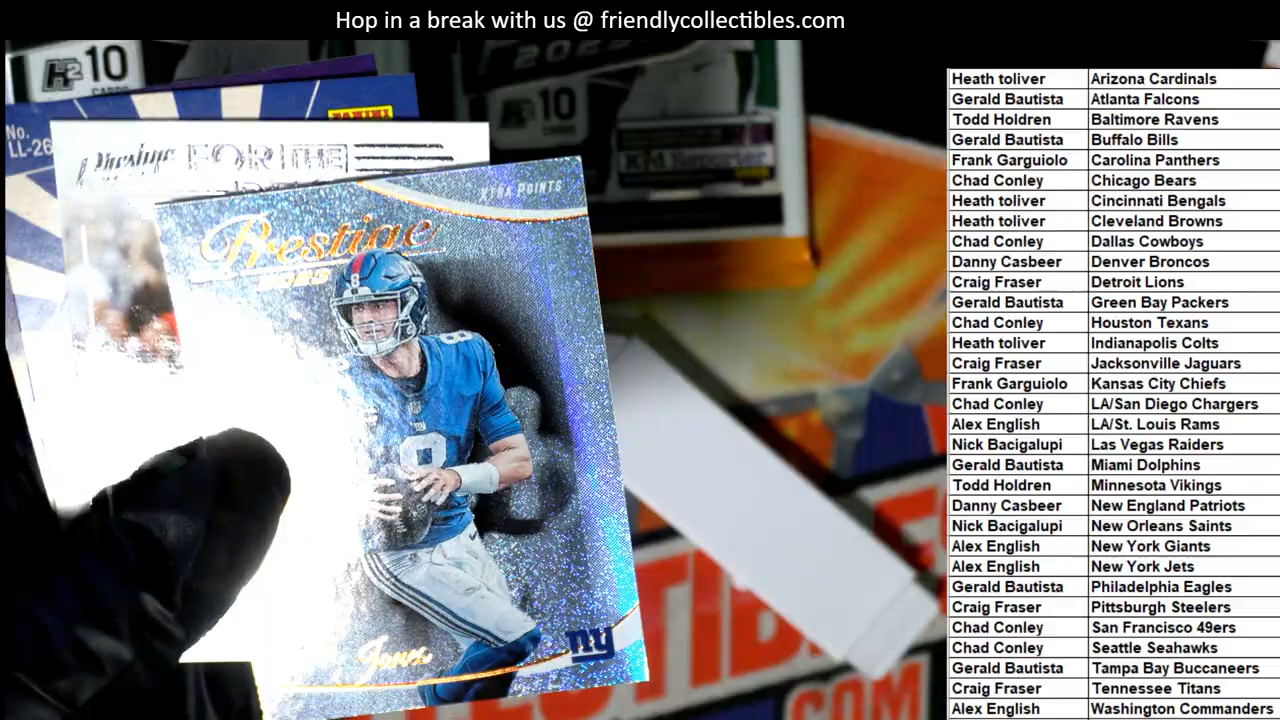 Hop in a break with us @ friendlycollectibles.com
H2 10
10
No.
LL-26
PANINI
Prestige FOR THE
XTRA POINTS
Prestige
8
8
8
ny
Heath toliver Arizona Cardinals
Gerald Bautista Atlanta Falcons
Todd Holdren Baltimore Ravens
Gerald Bautista Buffalo Bills
Frank Garguiolo Carolina Panthers
Chad Conley Chicago Bears
Heath toliver Cincinnati Bengals
Heath toliver Cleveland Browns
Chad Conley Dallas Cowboys
Danny Casbeer Denver Broncos
Craig Fraser Detroit Lions
Gerald Bautista Green Bay Packers
Chad Conley Houston Texans
Heath toliver Indianapolis Colts
Craig Fraser Jacksonville Jaguars
Frank Garguiolo Kansas City Chiefs
Chad Conley LA/San Diego Chargers
Alex English LA/St. Louis Rams
Nick Bacigalupi Las Vegas Raiders
Gerald Bautista Miami Dolphins
Todd Holdren Minnesota Vikings
Danny Casbeer New England Patriots
Nick Bacigalupi New Orleans Saints
Alex English New York Giants
Alex English New York Jets
Gerald Bautista Philadelphia Eagles
Craig Fraser Pittsburgh Steelers
Chad Conley San Francisco 49ers
Chad Conley Seattle Seahawks
Gerald Bautista Tampa Bay Buccaneers
Craig Fraser Tennessee Titans
Alex English Washington Commanders
.COM